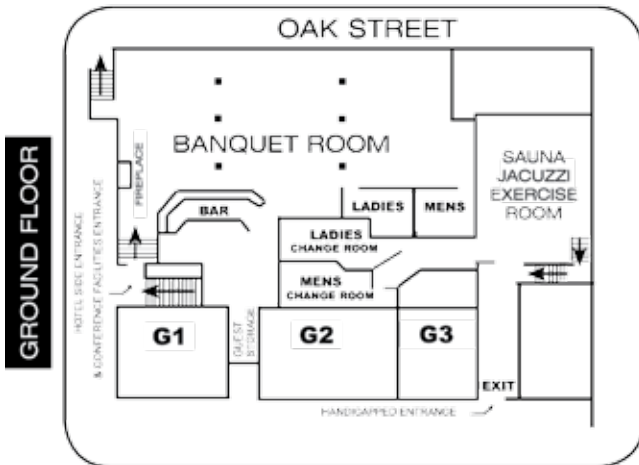 OAK STREET
GROUND FLOOR
BANQUET ROOM
FIREPLACE
SAUNA
JACUZZI
EXERCISE
ROOM
BAR
LADIES
MENS
LADIES
CHANGE ROOM
MENS
CHANGE ROOM
HOTEL SIDE ENTRANCE
& CONFERENCE FACILITIES ENTRANCE
G1
GUEST
STORAGE
G2
G3
EXIT
HANDICAPPED ENTRANCE